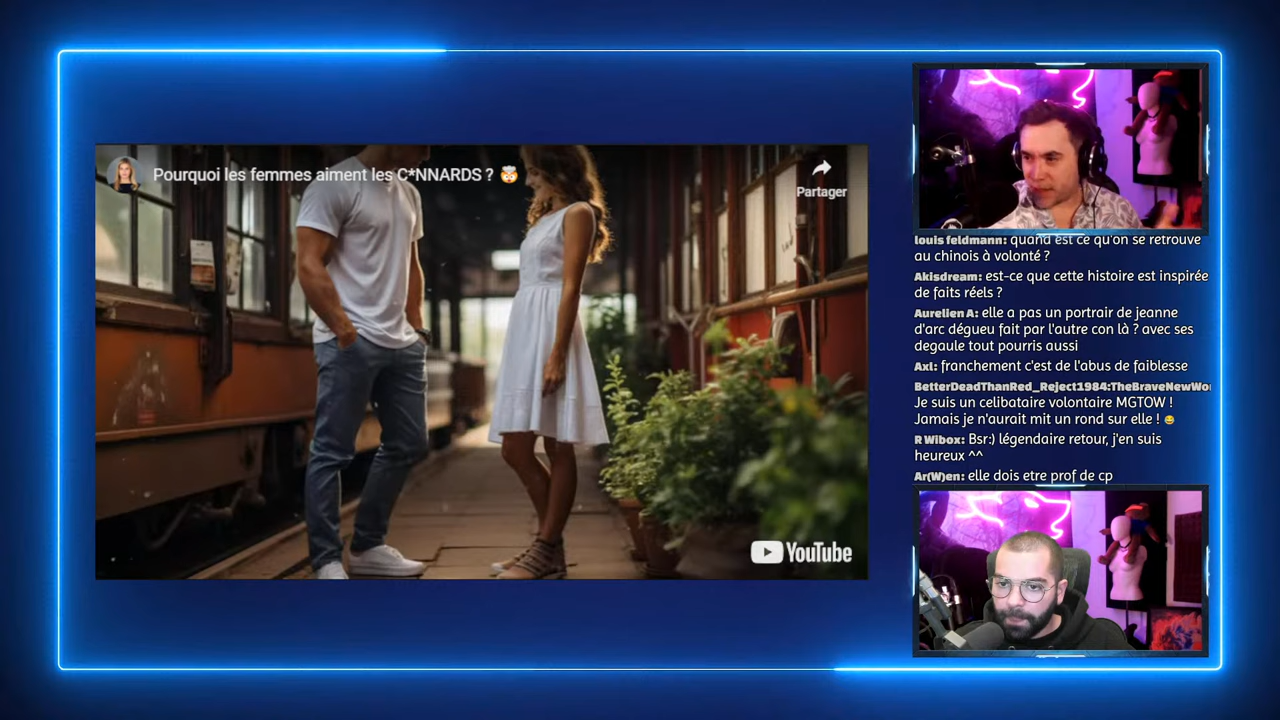 Pourquoi les femmes aiment les C*NNARDS ? 🤯
Partager
YouTube
louis feldmann: quand est ce qu'on se retrouve
au chinois à volonté ?
Akisdream: est-ce que cette histoire est inspirée
de faits réels ?
Aurelien A: elle a pas un portrair de jeanne
d'arc dégueu fait par l'autre con là ? avec ses
degaule tout pourris aussi
Axl: franchement c'est de l'abus de faiblesse
BetterDeadThanRed_Reject1984:TheBraveNewWo
Je suis un celibataire volontaire MGTOW !
Jamais je n'aurait mit un rond sur elle ! 😂
R Wibox: Bsr:) légendaire retour, j'en suis
heureux ^^
Ar(W)en: elle dois etre prof de cp